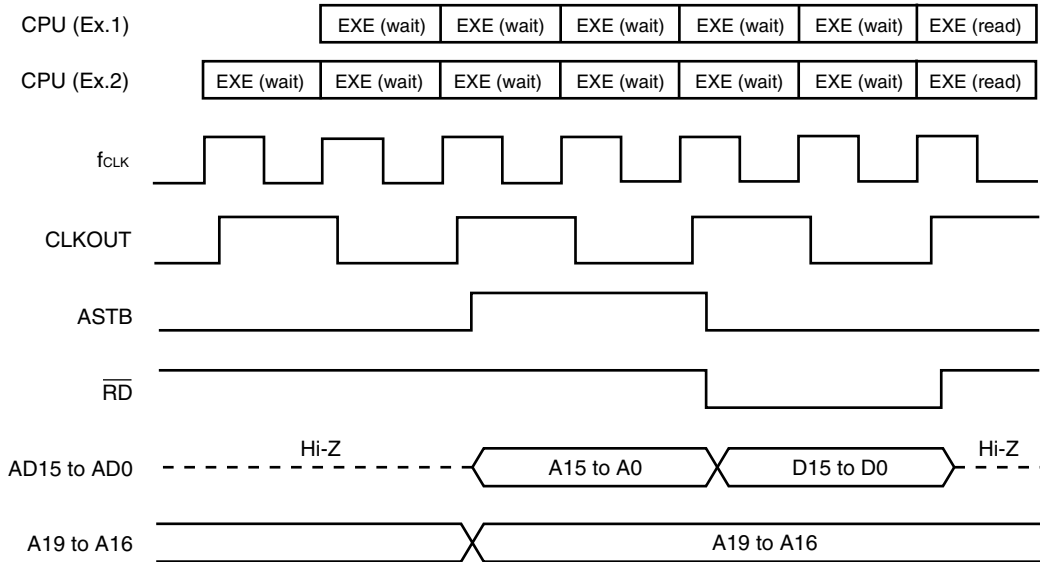 CPU (Ex.1) EXE (wait) EXE (wait) EXE (wait) EXE (wait) EXE (wait) EXE (read)
CPU (Ex.2) EXE (wait) EXE (wait) EXE (wait) EXE (wait) EXE (wait) EXE (wait) EXE (read)
fCLK
CLKOUT
ASTB
RD
Hi-Z Hi-Z
AD15 to AD0 A15 to A0 D15 to D0
A19 to A16 A19 to A16